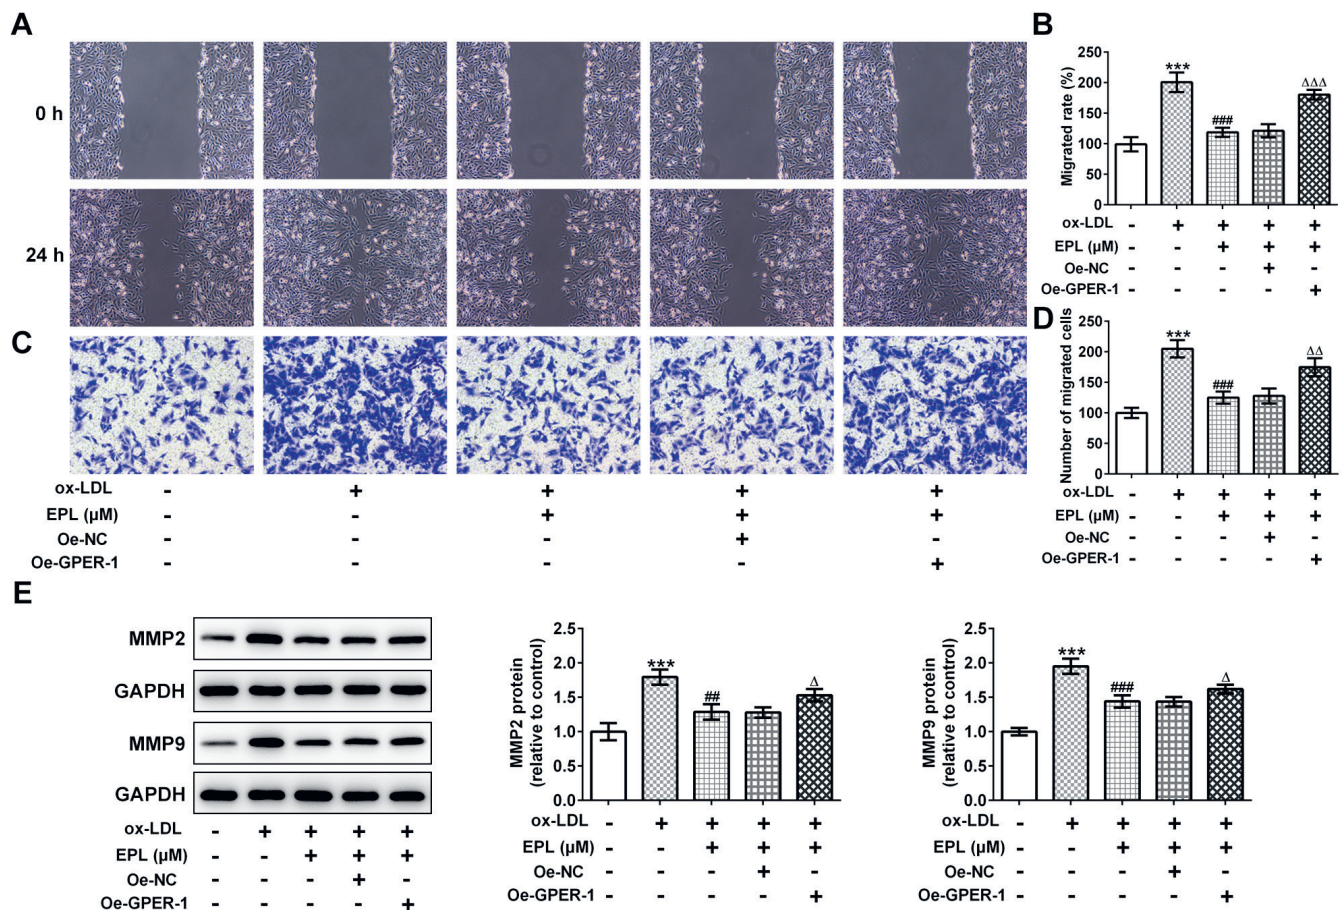 A
0 h
24 h
B
Migrated rate (%)
250
200
150
100
50
0
***
###
ΔΔΔ
ox-LDL - + + + +
EPL (µM) - - + + +
Oe-NC - - - + -
Oe-GPER-1 - - - - +
C
ox-LDL - + + + +
EPL (µM) - - + + +
Oe-NC - - - + -
Oe-GPER-1 - - - - +
D
Number of migrated cells
250
200
150
100
50
0
***
###
ΔΔ
ox-LDL - + + + +
EPL (µM) - - + + +
Oe-NC - - - + -
Oe-GPER-1 - - - - +
E
MMP2
GAPDH
MMP9
GAPDH
ox-LDL - + + + +
EPL (µM) - - + + +
Oe-NC - - - + -
Oe-GPER-1 - - - - +
MMP2 protein
(relative to control)
2.5
2.0
1.5
1.0
0.5
0.0
***
##
Δ
ox-LDL - + + + +
EPL (µM) - - + + +
Oe-NC - - - + -
Oe-GPER-1 - - - - +
MMP9 protein
(relative to control)
2.5
2.0
1.5
1.0
0.5
0.0
***
###
Δ
ox-LDL - + + + +
EPL (µM) - - + + +
Oe-NC - - - + -
Oe-GPER-1 - - - - +